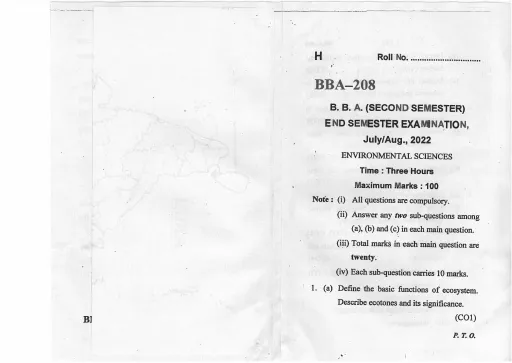 H Roll No. ................................
BBA–208
B. B. A. (SECOND SEMESTER)
END SEMESTER EXAMINATION,
July/Aug., 2022
ENVIRONMENTAL SCIENCES
Time : Three Hours
Maximum Marks : 100
Note : (i) All questions are compulsory.
(ii) Answer any two sub-questions among
(a), (b) and (c) in each main question.
(iii) Total marks in each main question are
twenty.
(iv) Each sub-question carries 10 marks.
1. (a) Define the basic functions of ecosystem.
Describe ecotones and its significance.
(CO1)
P. T. O.